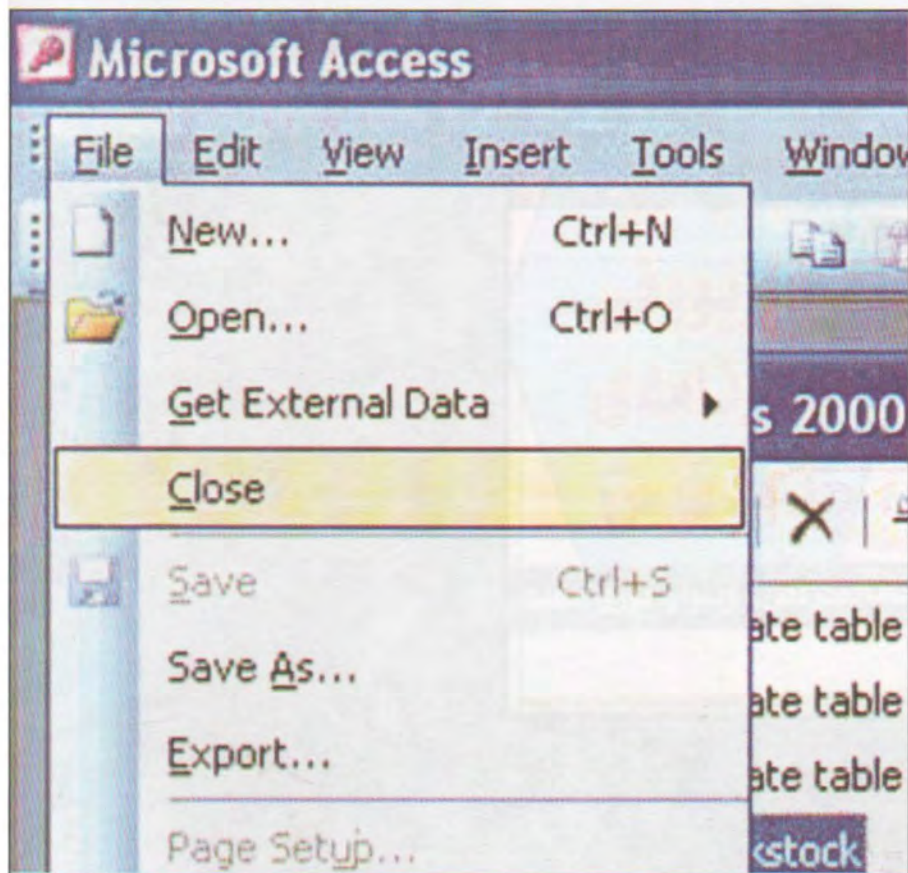 Microsoft Access
File Edit View Insert Tools Window
New... Ctrl+N
Open... Ctrl+O
Get External Data
s 2000
Close
Save Ctrl+S
ate table
Save As...
ate table
Export...
ate table
Page Setup...
kstock